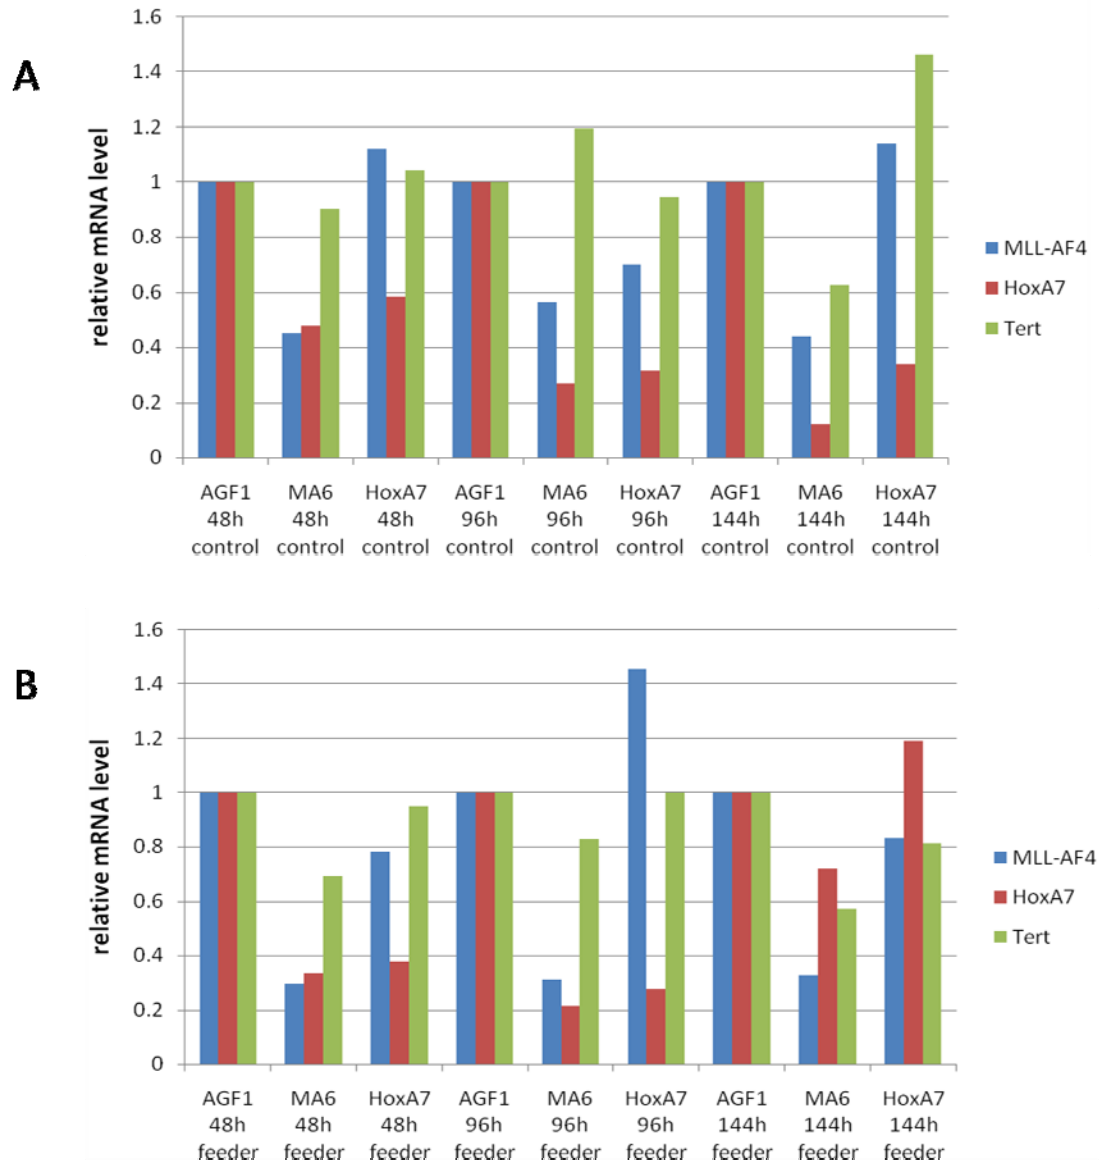 A
relative mRNA level
1.6
1.4
1.2
1
0.8
0.6
0.4
0.2
0
AGF1 MA6 HoxA7 AGF1 MA6 HoxA7 AGF1 MA6 HoxA7
48h 48h 48h 96h 96h 96h 144h 144h 144h
control control control control control control control control control
MLL-AF4
HoxA7
Tert
B
relative mRNA level
1.6
1.4
1.2
1
0.8
0.6
0.4
0.2
0
AGF1 MA6 HoxA7 AGF1 MA6 HoxA7 AGF1 MA6 HoxA7
48h 48h 48h 96h 96h 96h 144h 144h 144h
feeder feeder feeder feeder feeder feeder feeder feeder feeder
MLL-AF4
HoxA7
Tert